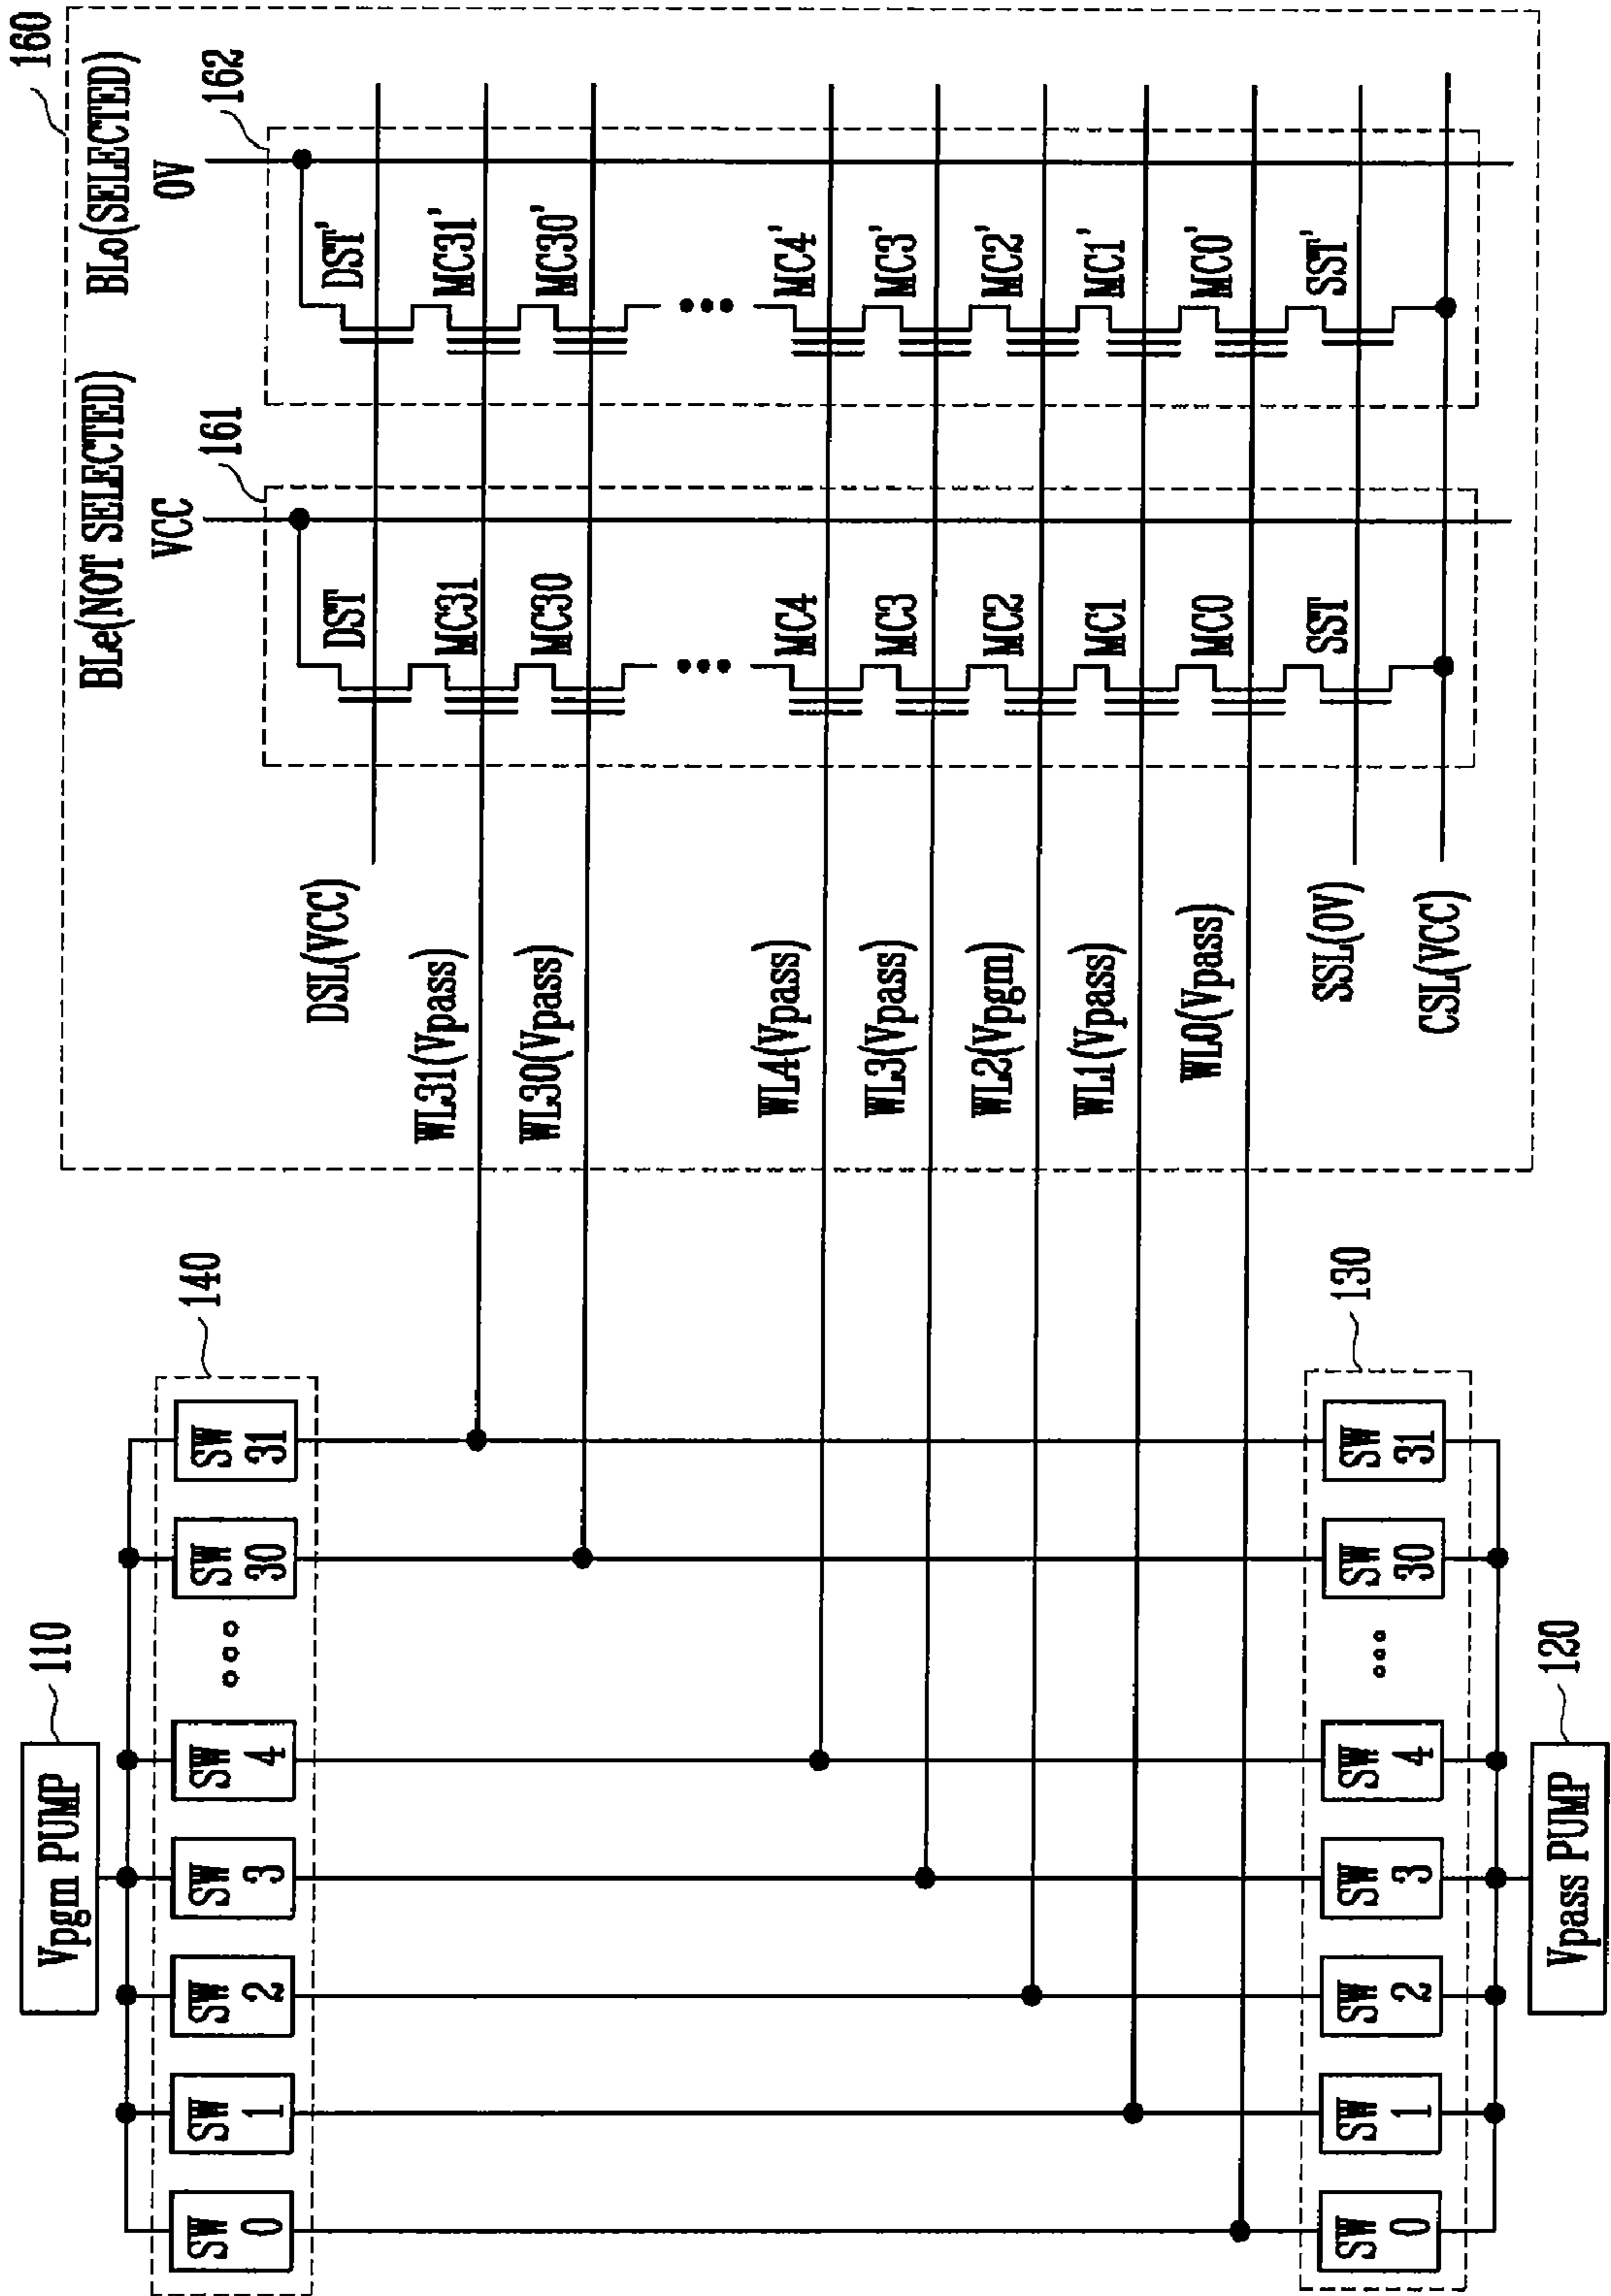 160
BLe(NOT SELECTED) BLo(SELECTED)
VCC 0V
161 162
DSL(VCC) DST DST'
WL31(Vpass) MC31 MC31'
WL30(Vpass) MC30 MC30'
WL4(Vpass) MC4 MC4'
WL3(Vpass) MC3 MC3'
WL2(Vpgm) MC2 MC2'
WL1(Vpass) MC1 MC1'
WL0(Vpass) MC0 MC0'
SSL(0V) SST SST'
CSL(VCC)
Vpgm PUMP 110
140
SW 0
SW 1
SW 2
SW 3
SW 4
SW 30
SW 31
130
SW 0
SW 1
SW 2
SW 3
SW 4
SW 30
SW 31
Vpass PUMP 120